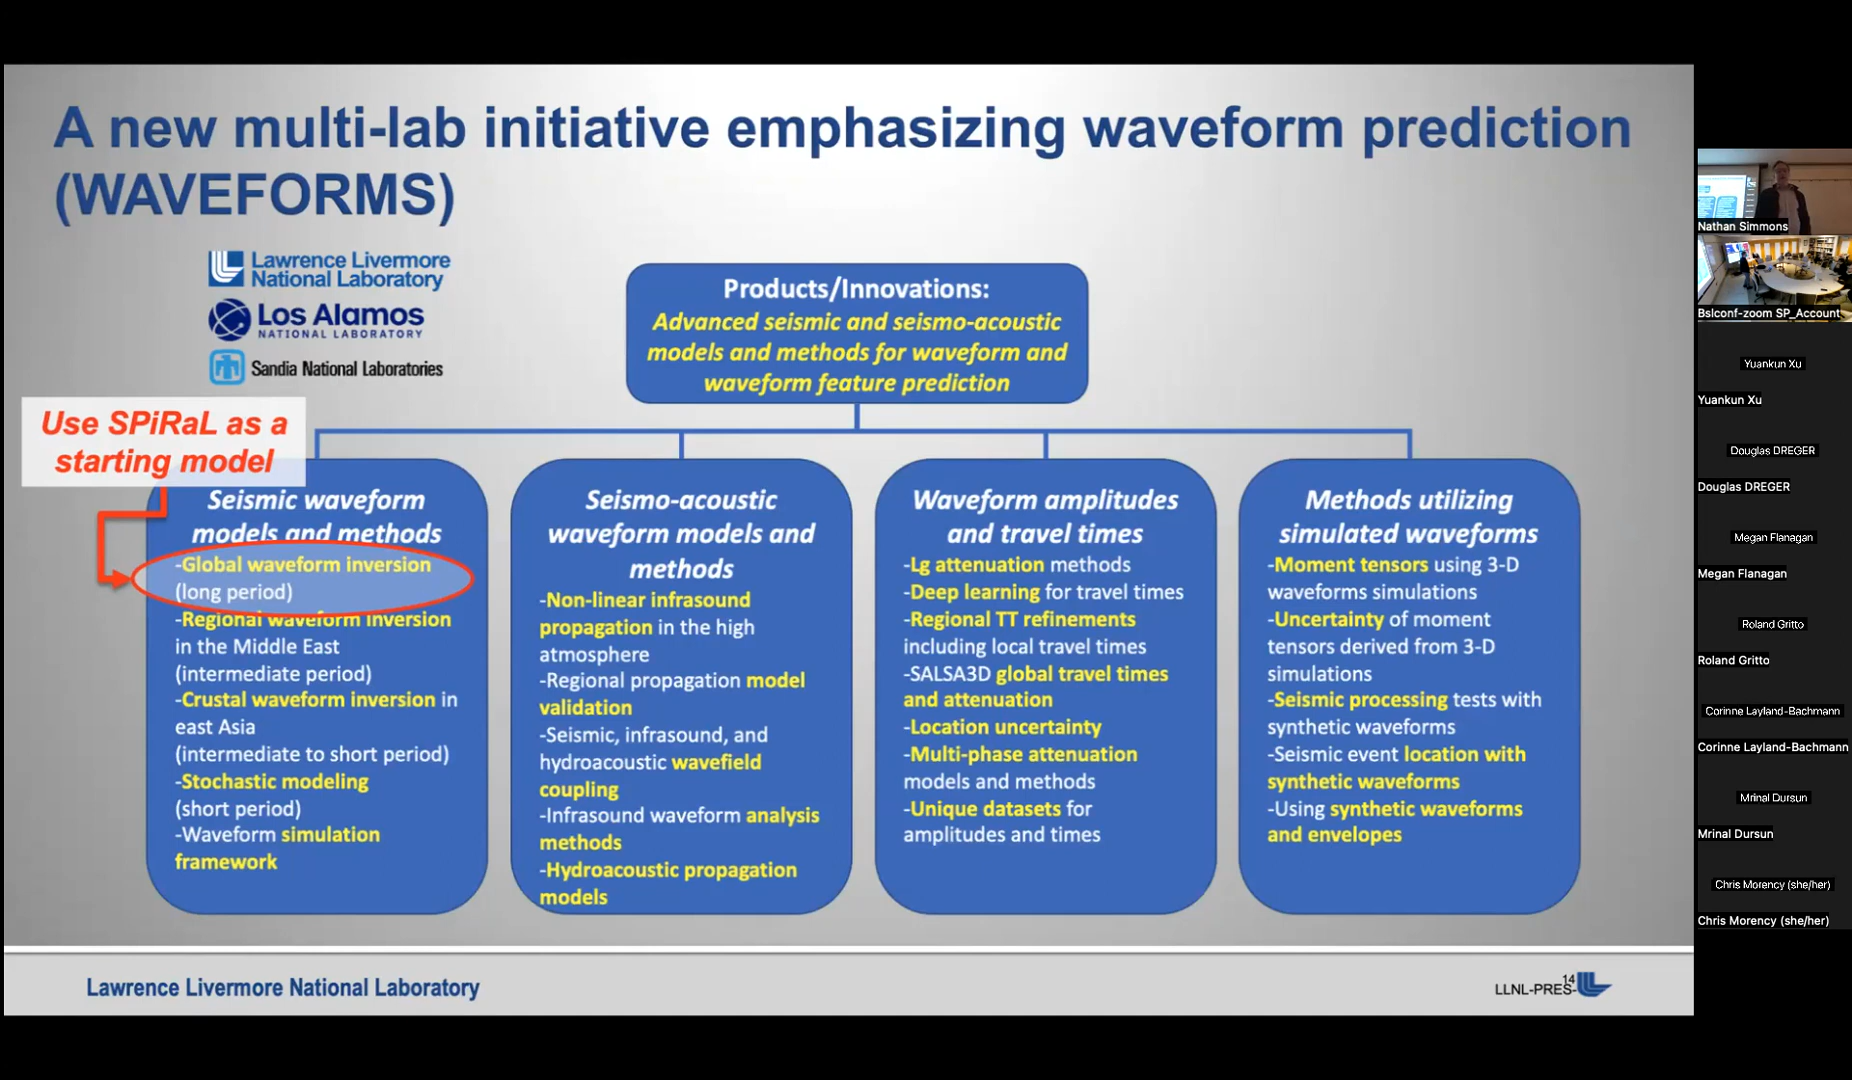 A new multi-lab initiative emphasizing waveform prediction
(WAVEFORMS)
Lawrence Livermore
National Laboratory
Los Alamos
NATIONAL LABORATORY
Sandia National Laboratories
Products/Innovations:
Advanced seismic and seismo-acoustic
models and methods for waveform and
waveform feature prediction
Use SPiRaL as a
starting model
Seismic waveform
models and methods
-Global waveform inversion
(long period)
-Regional waveform inversion
in the Middle East
(intermediate period)
-Crustal waveform inversion in
east Asia
(intermediate to short period)
-Stochastic modeling
(short period)
-Waveform simulation
framework
Seismo-acoustic
waveform models and
methods
-Non-linear infrasound
propagation in the high
atmosphere
-Regional propagation model
validation
-Seismic, infrasound, and
hydroacoustic wavefield
coupling
-Infrasound waveform analysis
methods
-Hydroacoustic propagation
models
Waveform amplitudes
and travel times
-Lg attenuation methods
-Deep learning for travel times
-Regional TT refinements
including local travel times
-SALSA3D global travel times
and attenuation
-Location uncertainty
-Multi-phase attenuation
models and methods
-Unique datasets for
amplitudes and times
Methods utilizing
simulated waveforms
-Moment tensors using 3-D
waveforms simulations
-Uncertainty of moment
tensors derived from 3-D
simulations
-Seismic processing tests with
synthetic waveforms
-Seismic event location with
synthetic waveforms
-Using synthetic waveforms
and envelopes
Lawrence Livermore National Laboratory
LLNL-PRES-
14
Nathan Simmons
Bslconf-zoom SP_Account
Yuankun Xu
Yuankun Xu
Douglas DREGER
Douglas DREGER
Megan Flanagan
Megan Flanagan
Roland Gritto
Roland Gritto
Corinne Layland-Bachmann
Corinne Layland-Bachmann
Mrinal Dursun
Mrinal Dursun
Chris Morency (she/her)
Chris Morency (she/her)